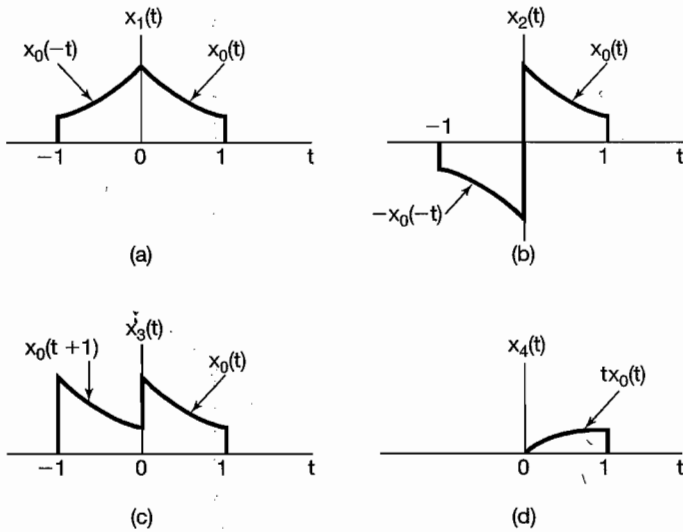 x₁(t)
x₀(−t)
x₀(t)
−1
0
1
t
(a)
x₂(t)
x₀(t)
−1
1
t
−x₀(−t)
(b)
x₃(t)
x₀(t +1)
x₀(t)
−1
0
1
t
(c)
x₄(t)
tx₀(t)
0
1
t
(d)